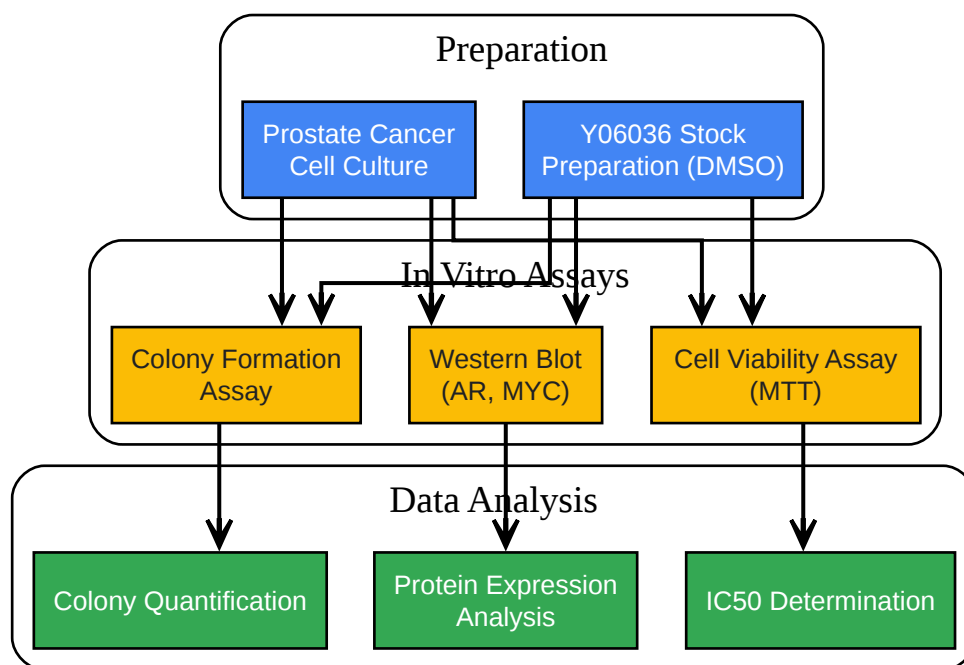 Preparation
Prostate Cancer
Cell Culture
Y06036 Stock
Preparation (DMSO)
In Vitro Assays
Colony Formation
Assay
Western Blot
(AR, MYC)
Cell Viability Assay
(MTT)
Data Analysis
Colony Quantification
Protein Expression
Analysis
IC50 Determination